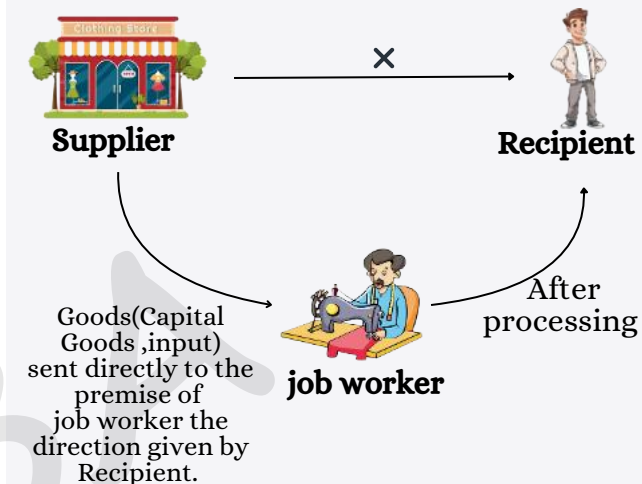 Clothing Store
OPEN
×
Supplier
Recipient
Goods(Capital
Goods ,input)
sent directly to the
premise of
job worker the
direction given by
Recipient.
job worker
After
processing